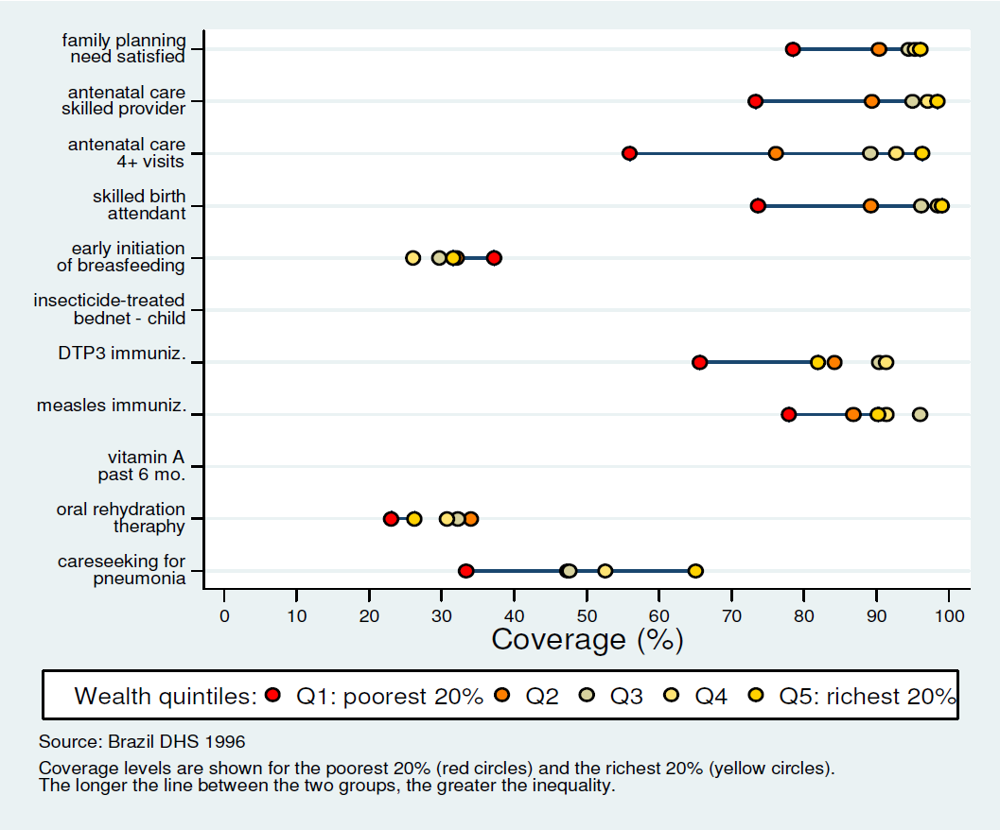 family planning
need satisfied
antenatal care
skilled provider
antenatal care
4+ visits
skilled birth
attendant
early initiation
of breasfeeding
insecticide-treated
bednet - child
DTP3 immuniz.
measles immuniz.
vitamin A
past 6 mo.
oral rehydration
theraphy
careseeking for
pneumonia
0 10 20 30 40 50 60 70 80 90 100
Coverage (%)
Wealth quintiles: Q1: poorest 20% Q2 Q3 Q4 Q5: richest 20%
Source: Brazil DHS 1996
Coverage levels are shown for the poorest 20% (red circles) and the richest 20% (yellow circles).
The longer the line between the two groups, the greater the inequality.